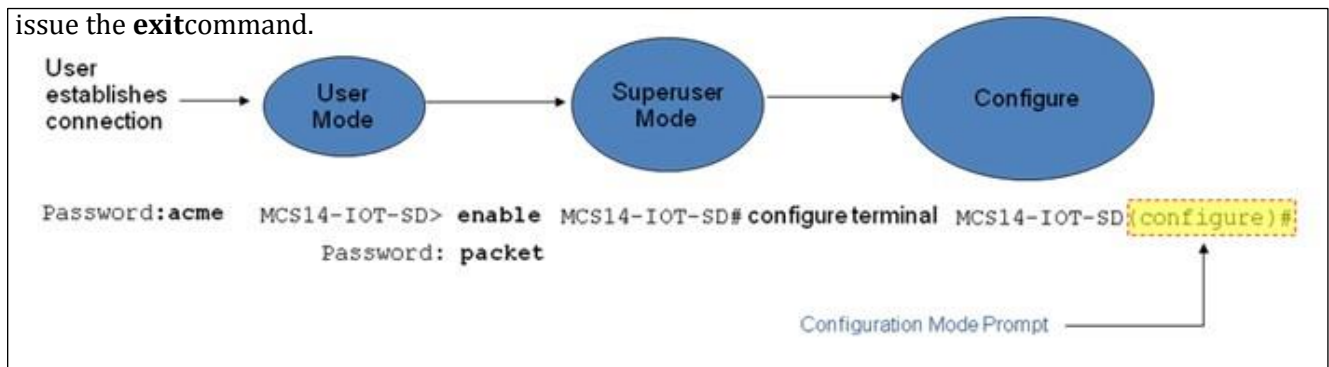 issue the exitcommand.
User
establishes
connection
User
Mode
Superuser
Mode
Configure
Password:acme
MCS14-IOT-SD> enable
Password: packet
MCS14-IOT-SD# configure terminal
MCS14-IOT-SD(configure)#
Configuration Mode Prompt